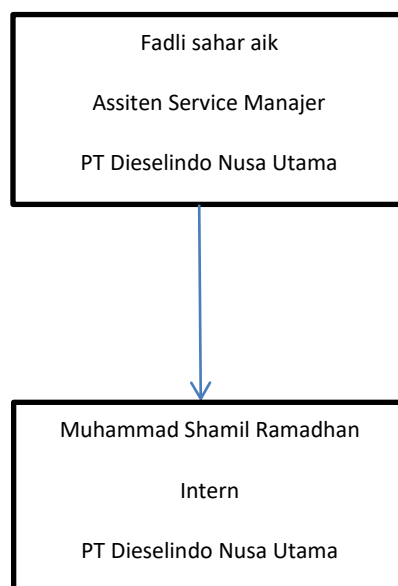 Fadli sahar aik
Assiten Service Manajer
PT Dieselindo Nusa Utama
Muhammad Shamil Ramadhan
Intern
PT Dieselindo Nusa Utama